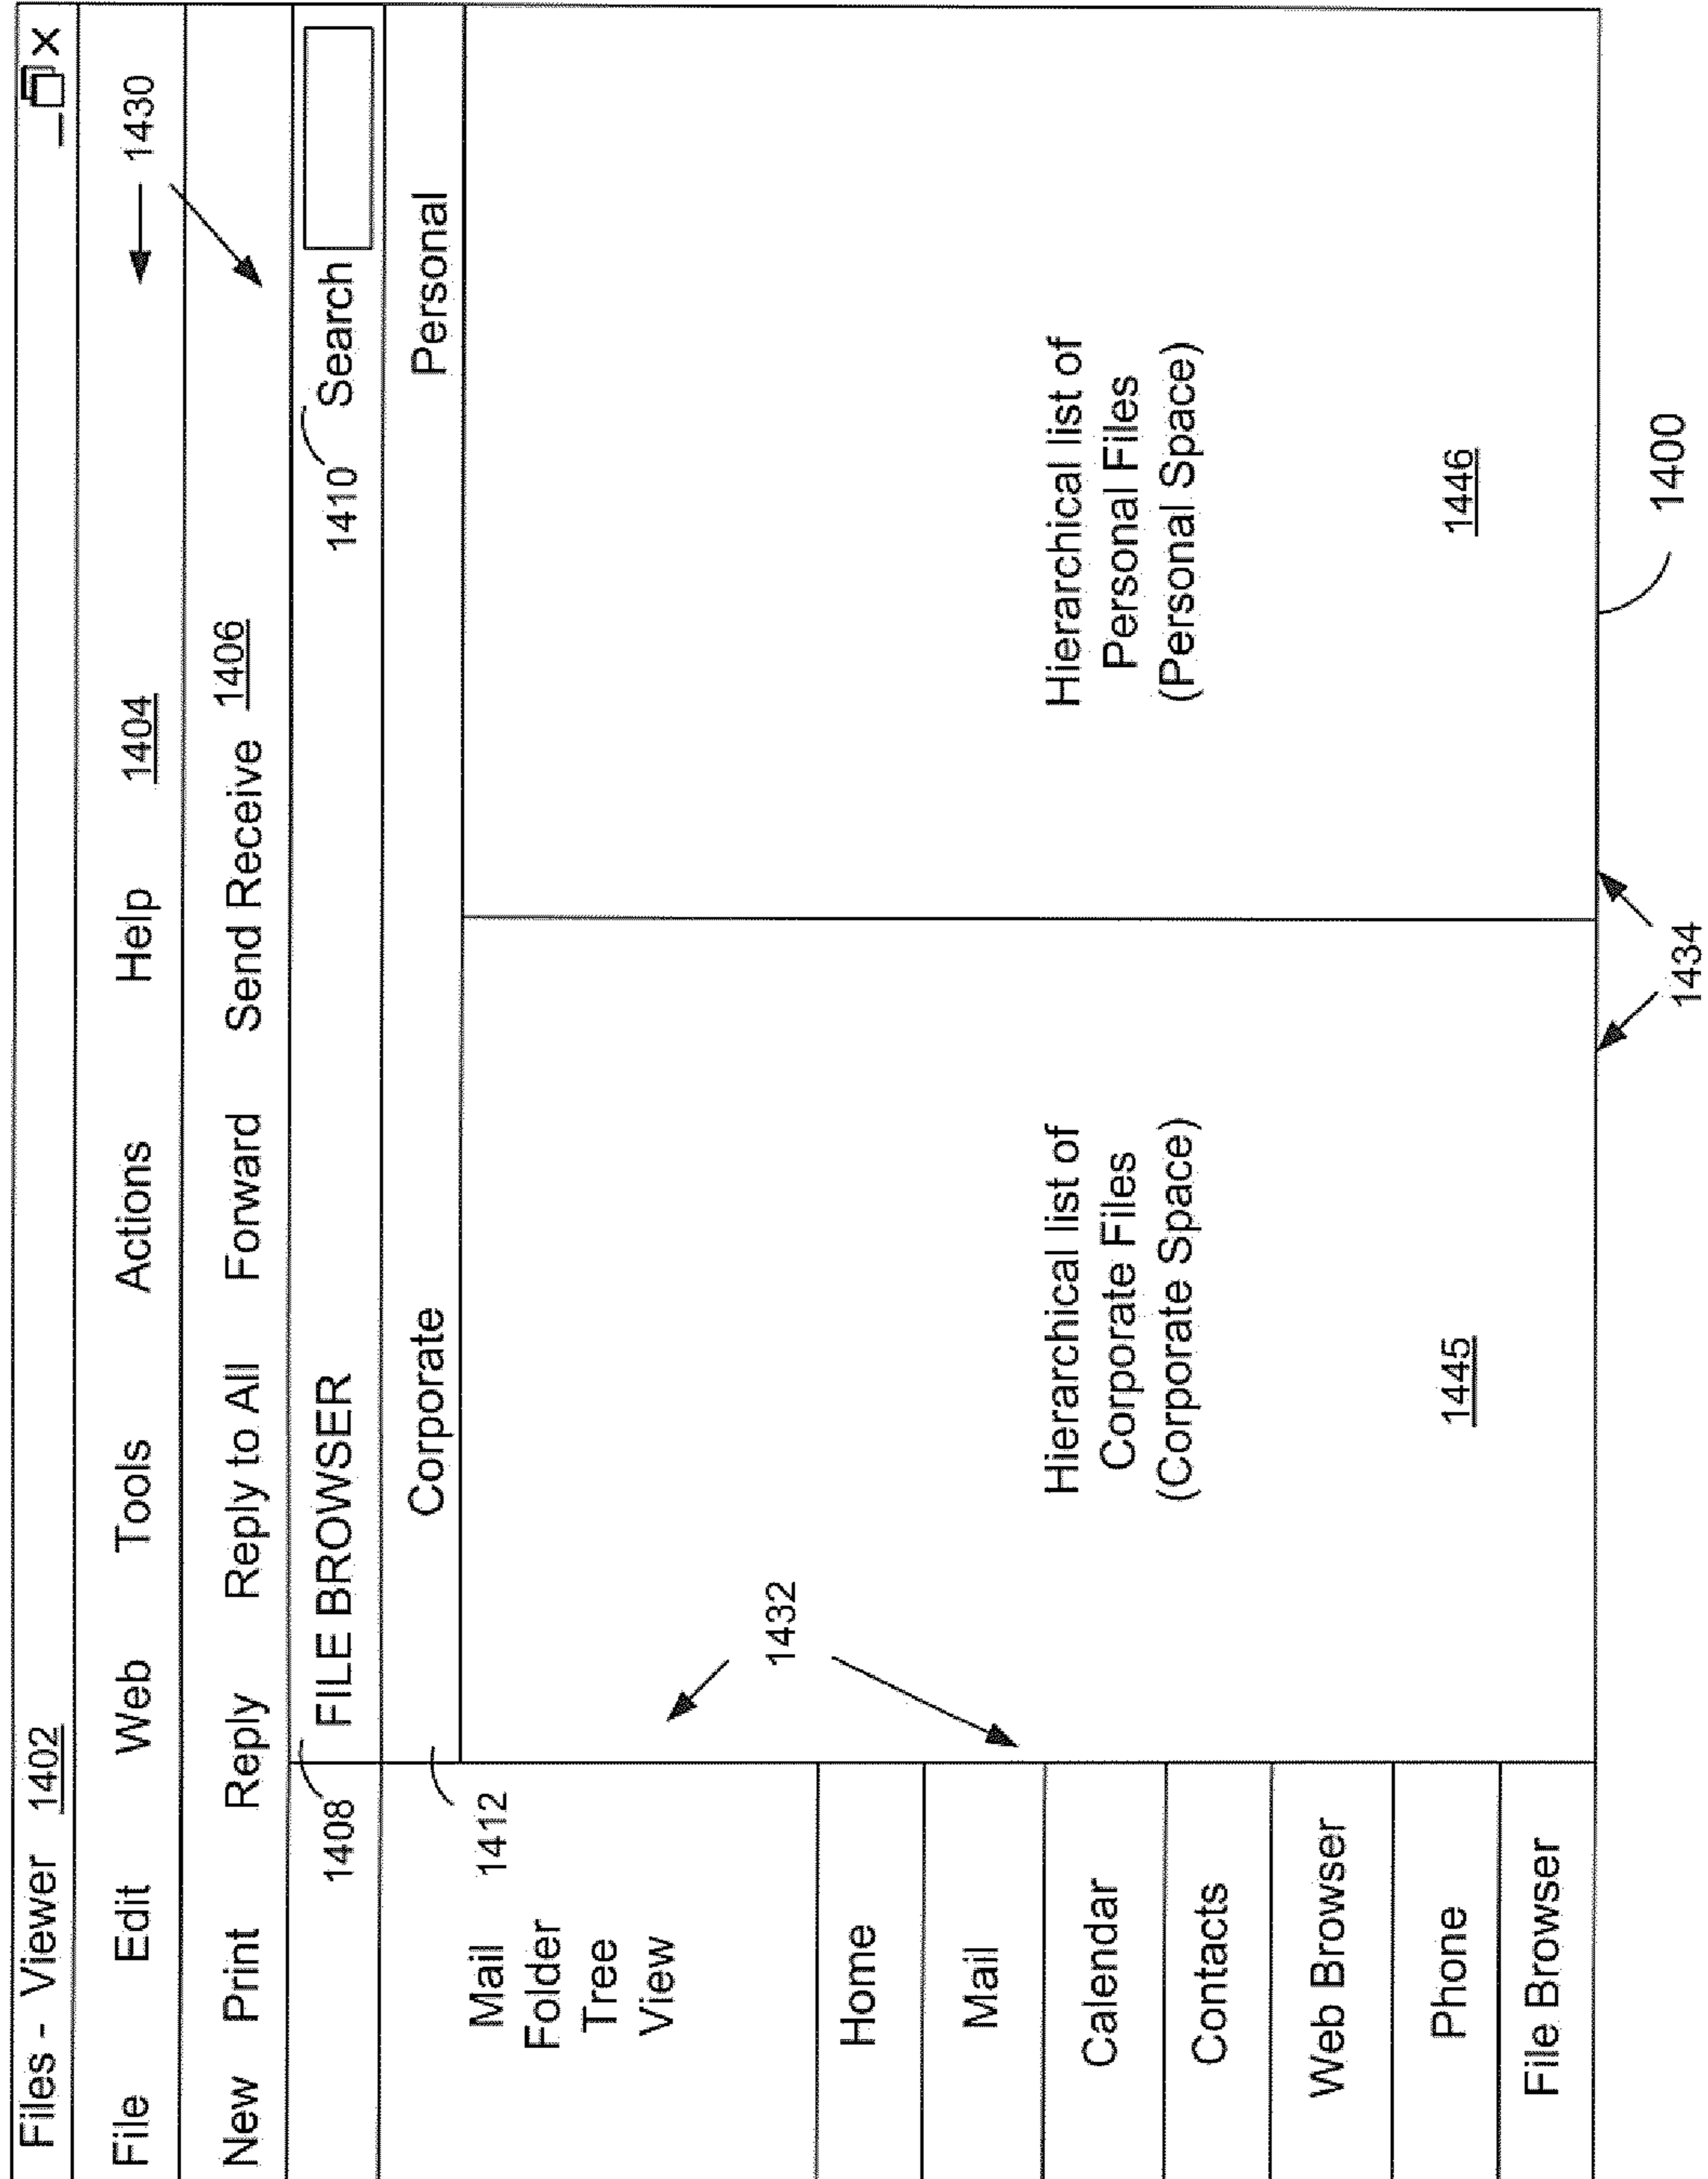 Files - Viewer 1402
File Edit Web Tools Actions Help 1404 1430
New Print Reply Reply to All Forward Send Receive 1406
1408 FILE BROWSER 1410 Search
1412 Corporate Personal
Mail
Folder
Tree
View
1432
Home
Mail
Calendar
Contacts
Web Browser
Phone
File Browser
Hierarchical list of
Corporate Files
(Corporate Space)
1445
Hierarchical list of
Personal Files
(Personal Space)
1446
1434
1400